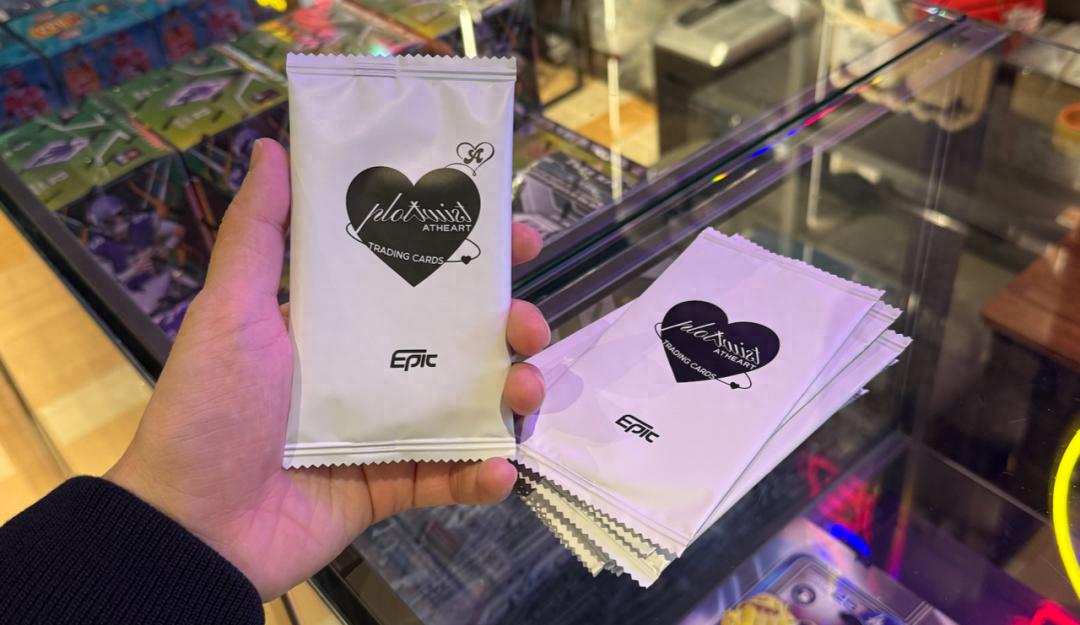 A
plot twist
ATHEART
TRADING CARDS
Epic
plot twist
ATHEART
TRADING CARDS
Epic